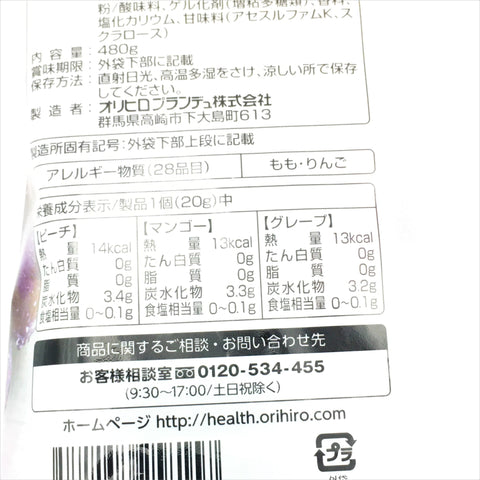 粉/酸味料、ゲル化剤(増粘多糖類)、香料、
塩化カリウム、甘味料(アセスルファムK、ス
クラロース)
内容量:480g
賞味期限:外袋下部に記載
保存方法:直射日光、高温多湿をさけ、涼しい所で保存
してください。
製造者:オリヒロプランデュ株式会社
群馬県高崎市下大島町613
製造所固有記号:外袋下部上段に記載
アレルギー物質(28品目) もも・りんご
栄養成分表示/製品1個(20g)中
【ピーチ】
熱量 14kcal
たん白質 0g
脂質 0g
炭水化物 3.4g
食塩相当量 0~0.1g
【マンゴー】
熱量 13kcal
たん白質 0g
脂質 0g
炭水化物 3.3g
食塩相当量 0~0.1g
【グレープ】
熱量 13kcal
たん白質 0g
脂質 0g
炭水化物 3.2g
食塩相当量 0~0.1g
商品に関するご相談・お問い合わせ先
お客様相談室 0120-534-455
(9:30~17:00/土日祝除く)
ホームページ http://health.orihiro.com
プラ